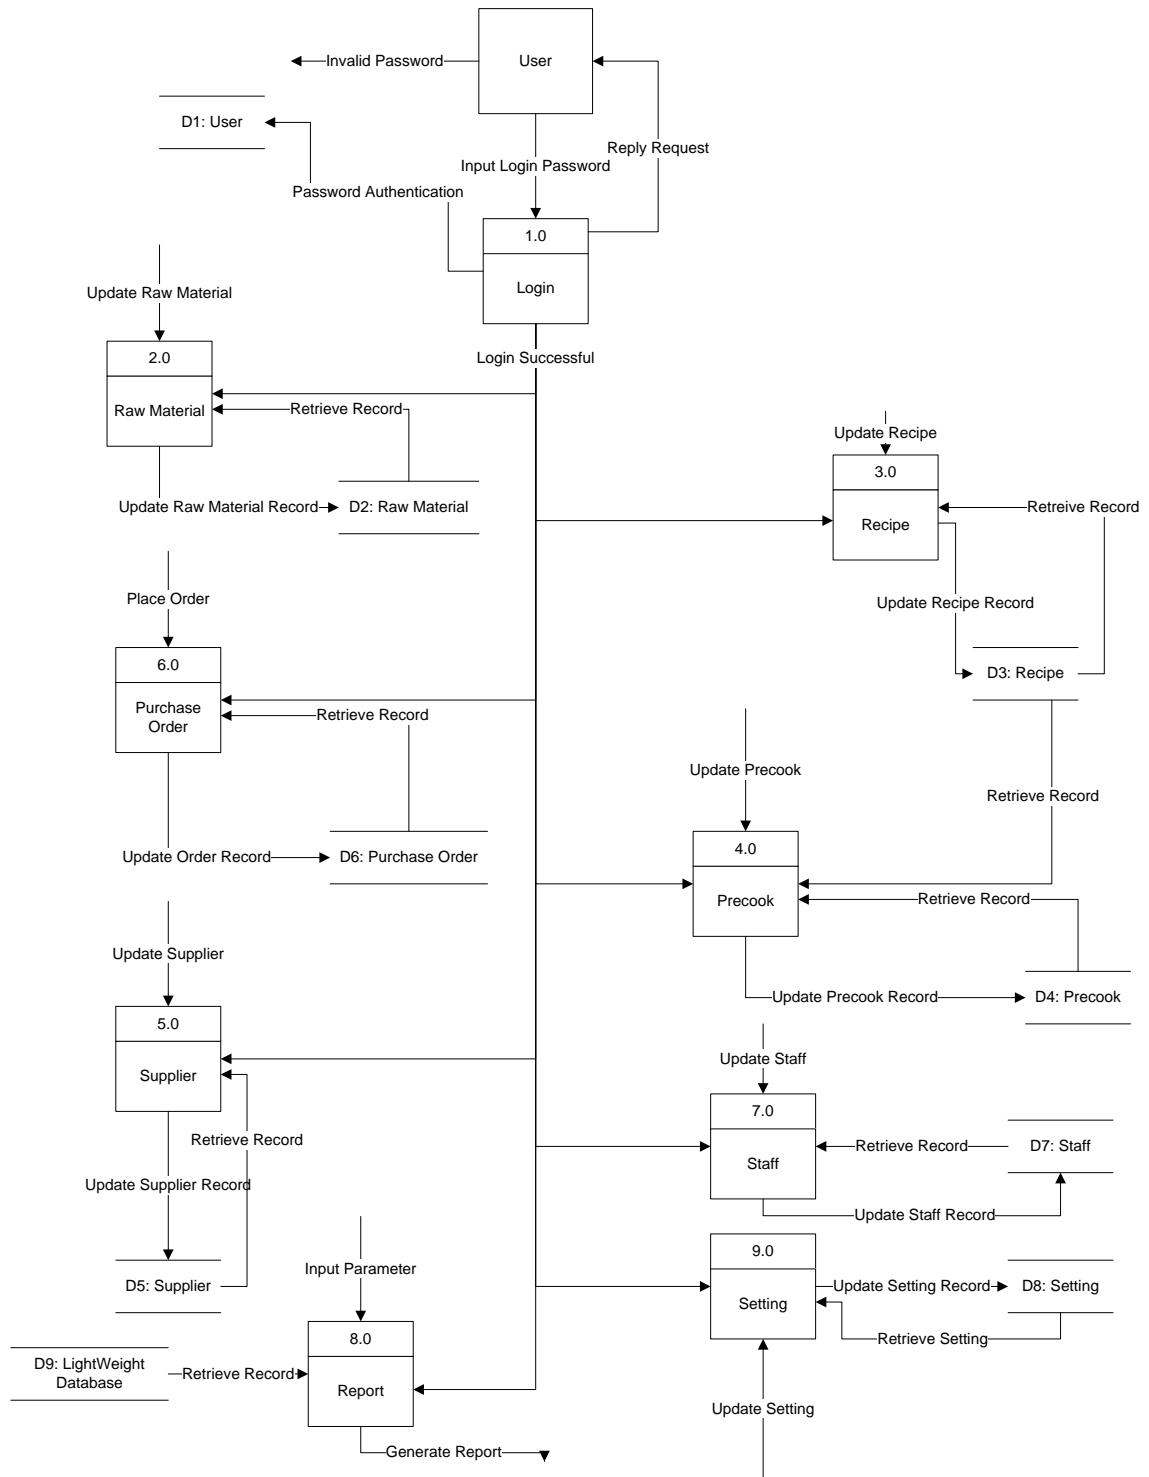 User
Invalid Password
D1: User
Reply Request
Input Login Password
Password Authentication
1.0
Login
Update Raw Material
Login Successful
2.0
Raw Material
Retrieve Record
Update Raw Material Record
D2: Raw Material
Update Recipe
3.0
Recipe
Retreive Record
Update Recipe Record
D3: Recipe
Place Order
6.0
Purchase
Order
Retrieve Record
Update Order Record
D6: Purchase Order
Update Precook
Retrieve Record
4.0
Precook
Retrieve Record
Update Precook Record
D4: Precook
Update Supplier
5.0
Supplier
Retrieve Record
Update Supplier Record
D5: Supplier
Update Staff
7.0
Staff
Retrieve Record
D7: Staff
Update Staff Record
9.0
Setting
Update Setting Record
D8: Setting
Retrieve Setting
Update Setting
Input Parameter
8.0
Report
D9: LightWeight
Database
Retrieve Record
Generate Report